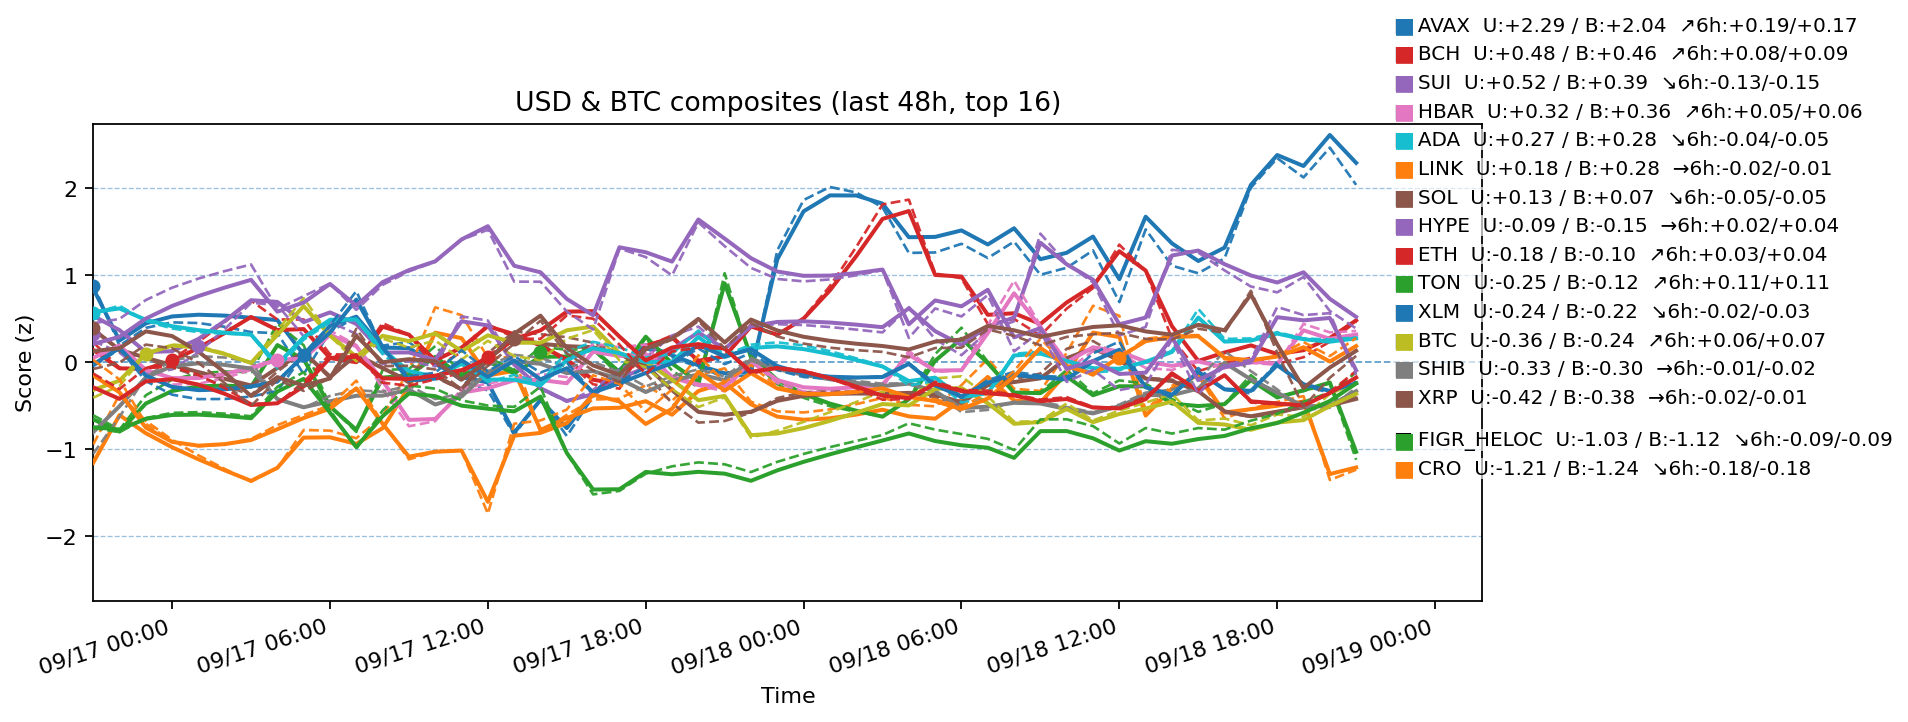 AVAX U:+2.29 / B:+2.04 ↗6h:+0.19/+0.17
BCH U:+0.48 / B:+0.46 ↗6h:+0.08/+0.09
SUI U:+0.52 / B:+0.39 ↘6h:-0.13/-0.15
HBAR U:+0.32 / B:+0.36 ↗6h:+0.05/+0.06
ADA U:+0.27 / B:+0.28 ↘6h:-0.04/-0.05
LINK U:+0.18 / B:+0.28 →6h:-0.02/-0.01
SOL U:+0.13 / B:+0.07 ↘6h:-0.05/-0.05
HYPE U:-0.09 / B:-0.15 →6h:+0.02/+0.04
ETH U:-0.18 / B:-0.10 ↗6h:+0.03/+0.04
TON U:-0.25 / B:-0.12 ↗6h:+0.11/+0.11
XLM U:-0.24 / B:-0.22 ↘6h:-0.02/-0.03
BTC U:-0.36 / B:-0.24 ↗6h:+0.06/+0.07
SHIB U:-0.33 / B:-0.30 →6h:-0.01/-0.02
XRP U:-0.42 / B:-0.38 →6h:-0.02/-0.01
FIGR_HELOC U:-1.03 / B:-1.12 ↘6h:-0.09/-0.09
CRO U:-1.21 / B:-1.24 ↘6h:-0.18/-0.18
USD & BTC composites (last 48h, top 16)
Score (z)
2
1
0
−1
−2
09/17 00:00
09/17 06:00
09/17 12:00
09/17 18:00
09/18 00:00
09/18 06:00
09/18 12:00
09/18 18:00
09/19 00:00
Time